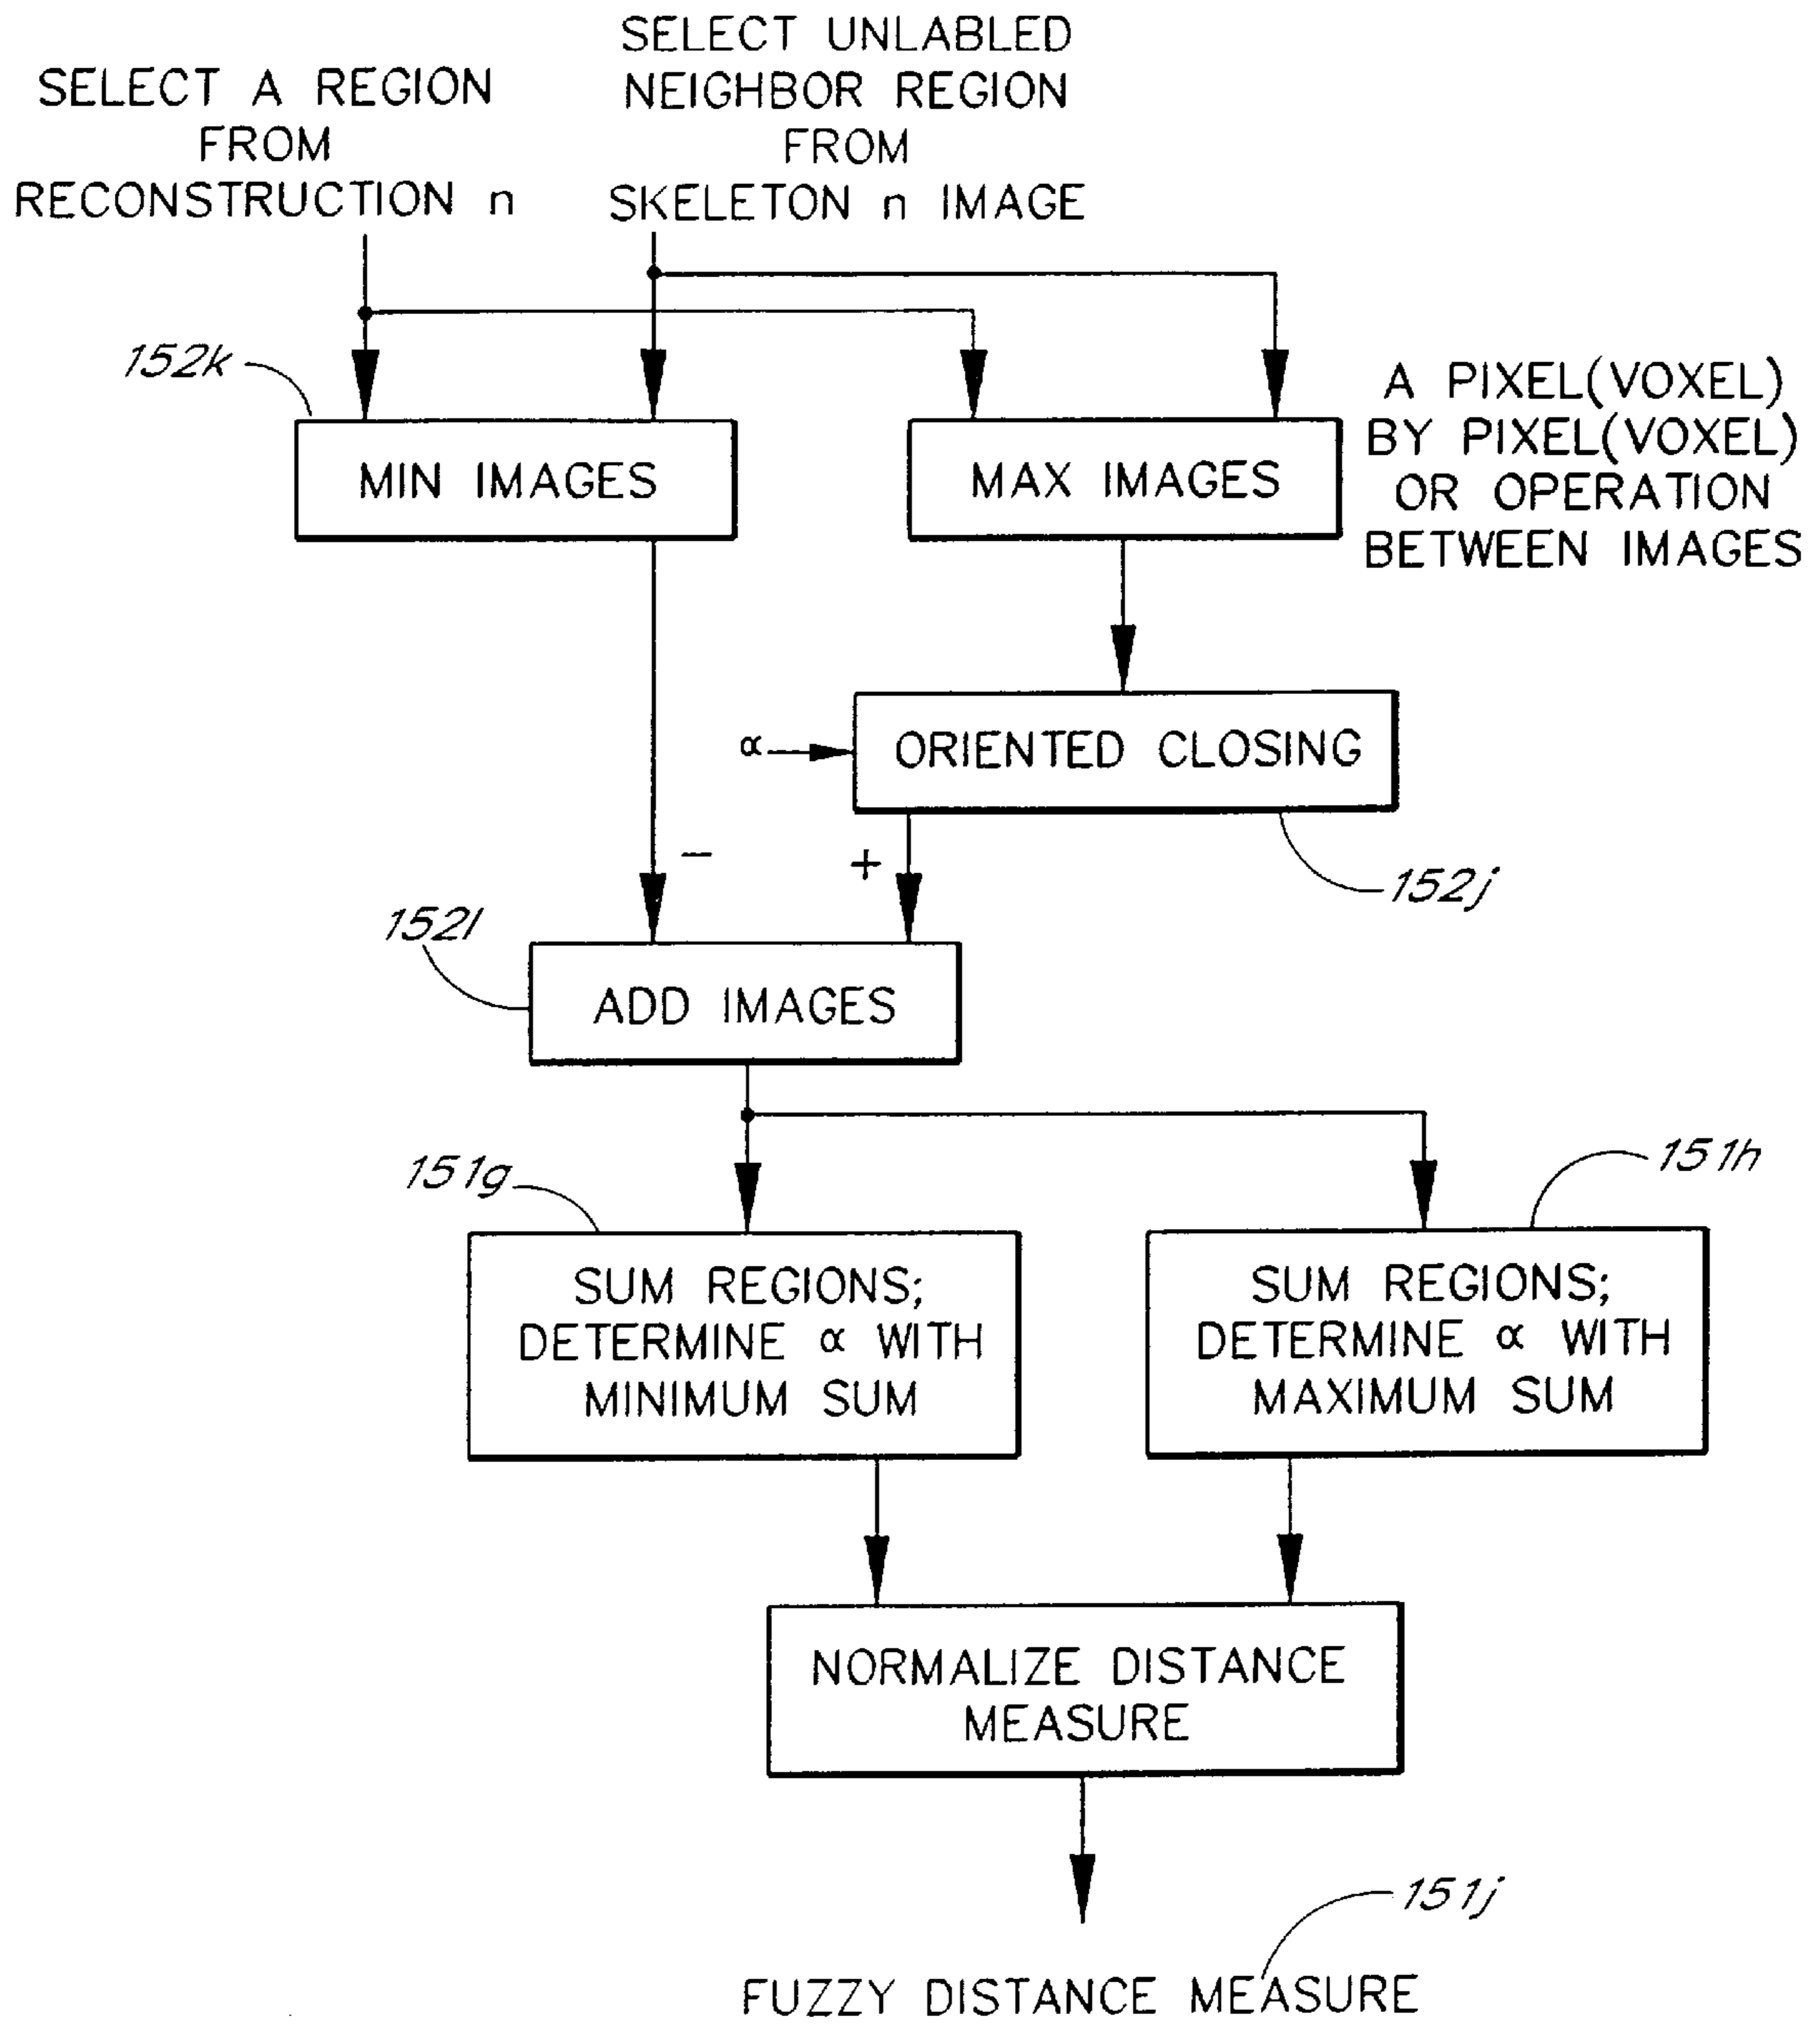 SELECT A REGION
FROM
RECONSTRUCTION n
SELECT UNLABLED
NEIGHBOR REGION
FROM
SKELETON n IMAGE
152k
MIN IMAGES
MAX IMAGES
A PIXEL(VOXEL)
BY PIXEL(VOXEL)
OR OPERATION
BETWEEN IMAGES
α
ORIENTED CLOSING
152j
−
+
152l
ADD IMAGES
151g
151h
SUM REGIONS;
DETERMINE α WITH
MINIMUM SUM
SUM REGIONS;
DETERMINE α WITH
MAXIMUM SUM
NORMALIZE DISTANCE
MEASURE
151j
FUZZY DISTANCE MEASURE